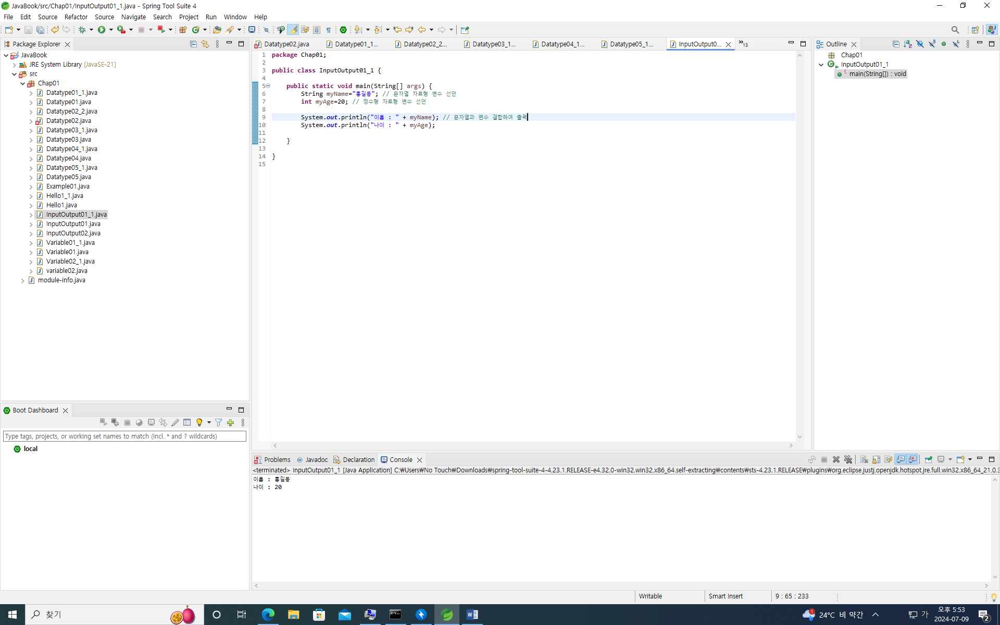 JavaBook/src/Chap01/InputOutput01_1.java - Spring Tool Suite 4
File Edit Source Refactor Source Navigate Search Project Run Window Help
Package Explorer
JavaBook
JRE System Library [JavaSE-21]
src
Chap01
Datatype01_1.java
Datatype01.java
Datatype02_2.java
Datatype02.java
Datatype03_1.java
Datatype03.java
Datatype04_1.java
Datatype04.java
Datatype05_1.java
Datatype05.java
Example01.java
Hello1_1.java
Hello1.java
InputOutput01_1.java
InputOutput01.java
InputOutput02.java
Variable01_1.java
Variable01.java
Variable02_1.java
variable02.java
module-info.java
Boot Dashboard
Type tags, projects, or working set names to match (incl. * and ? wildcards)
local
Datatype02.java Datatype01_1... Datatype02_2... Datatype03_1... Datatype04_1... Datatype05_1... InputOutput0... »13
1 package Chap01;
2
3 public class InputOutput01_1 {
4
5 public static void main(String[] args) {
6 String myName="홍길동"; // 문자열 자료형 변수 선언
7 int myAge=20; // 정수형 자료형 변수 선언
8
9 System.out.println("이름 : " + myName); // 문자열과 변수 결합하여 출력
10 System.out.println("나이 : " + myAge);
11
12 }
13
14 }
15
Outline
Chap01
InputOutput01_1
main(String[]) : void
Problems @ Javadoc Declaration Console
<terminated> InputOutput01_1 [Java Application] C:₩Users₩No Touch₩Downloads₩spring-tool-suite-4-4.23.1.RELEASE-e4.32.0-win32.win32.x86_64.self-extracting₩contents₩sts-4.23.1.RELEASE₩plugins₩org.eclipse.justj.openjdk.hotspot.jre.full.win32.x86_64_21.0.3
이름 : 홍길동
나이 : 20
Writable Smart Insert 9 : 65 : 233
찾기
1 24°C 비 약간 가 오후 5:53
2024-07-09 2